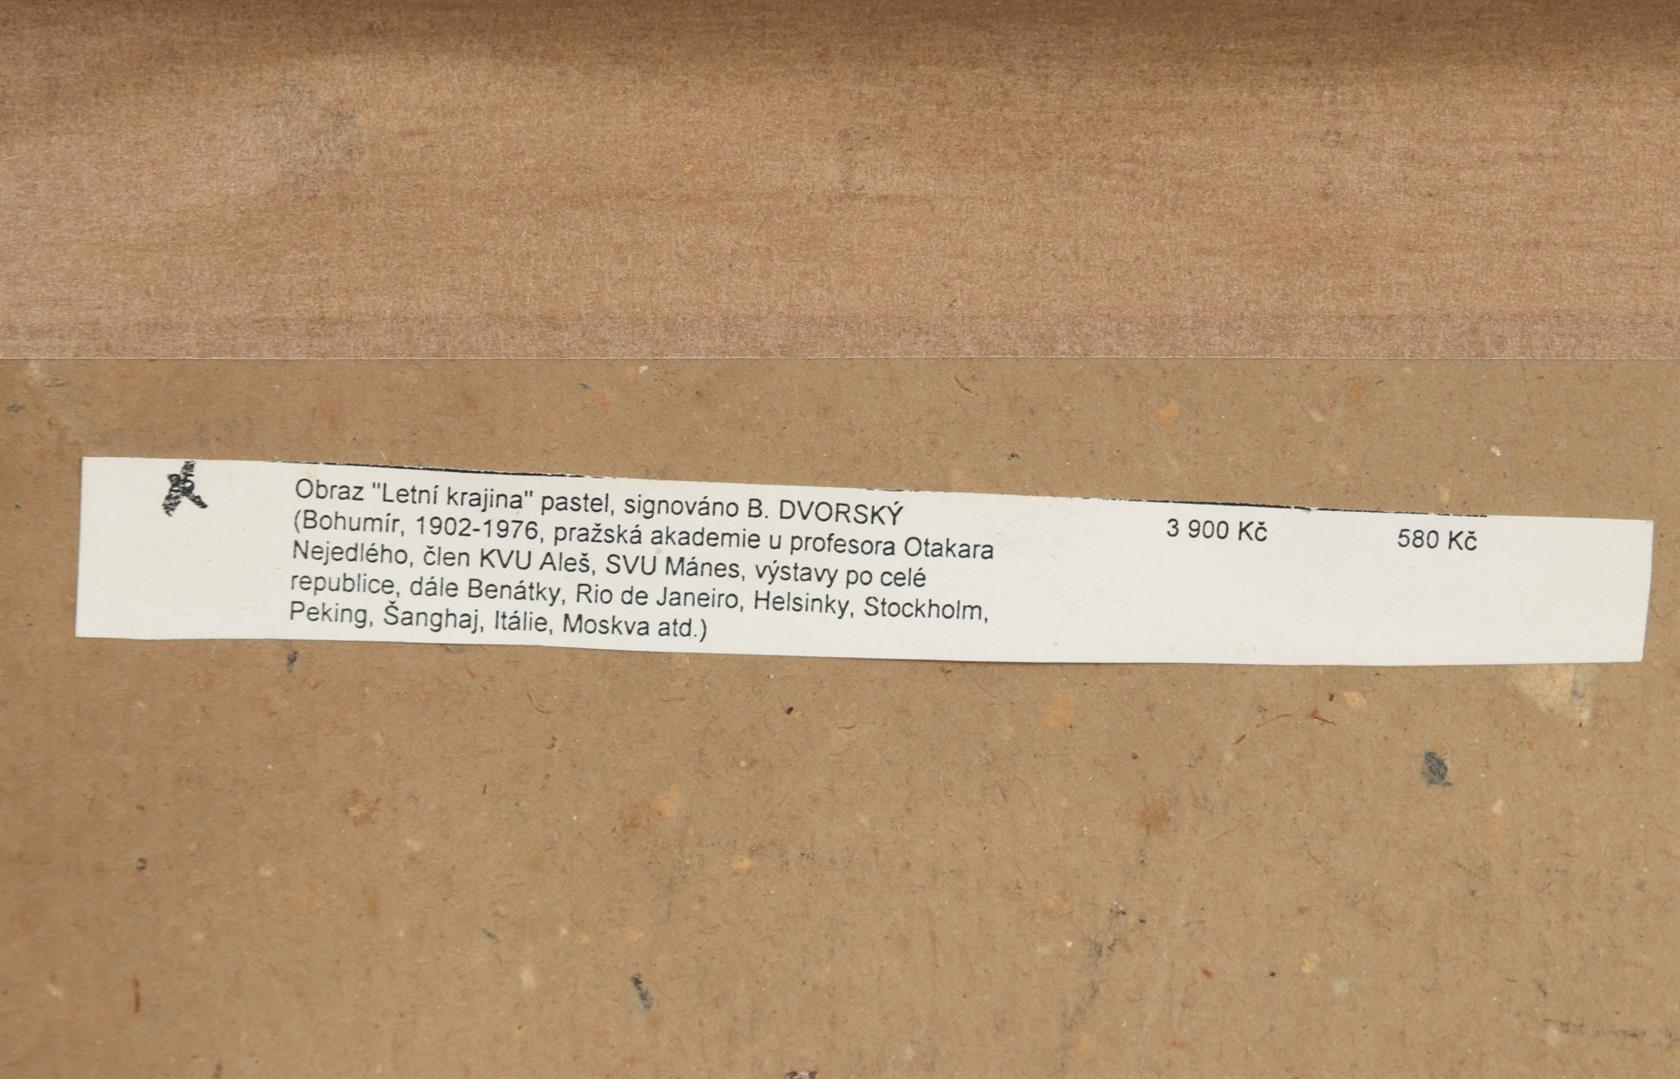 Obraz "Letní krajina" pastel, signováno B. DVORSKÝ 3 900 Kč 580 Kč
(Bohumír, 1902-1976, pražská akademie u profesora Otakara
Nejedlého, člen KVU Aleš, SVU Mánes, výstavy po celé
republice, dále Benátky, Rio de Janeiro, Helsinky, Stockholm,
Peking, Šanghaj, Itálie, Moskva atd.)